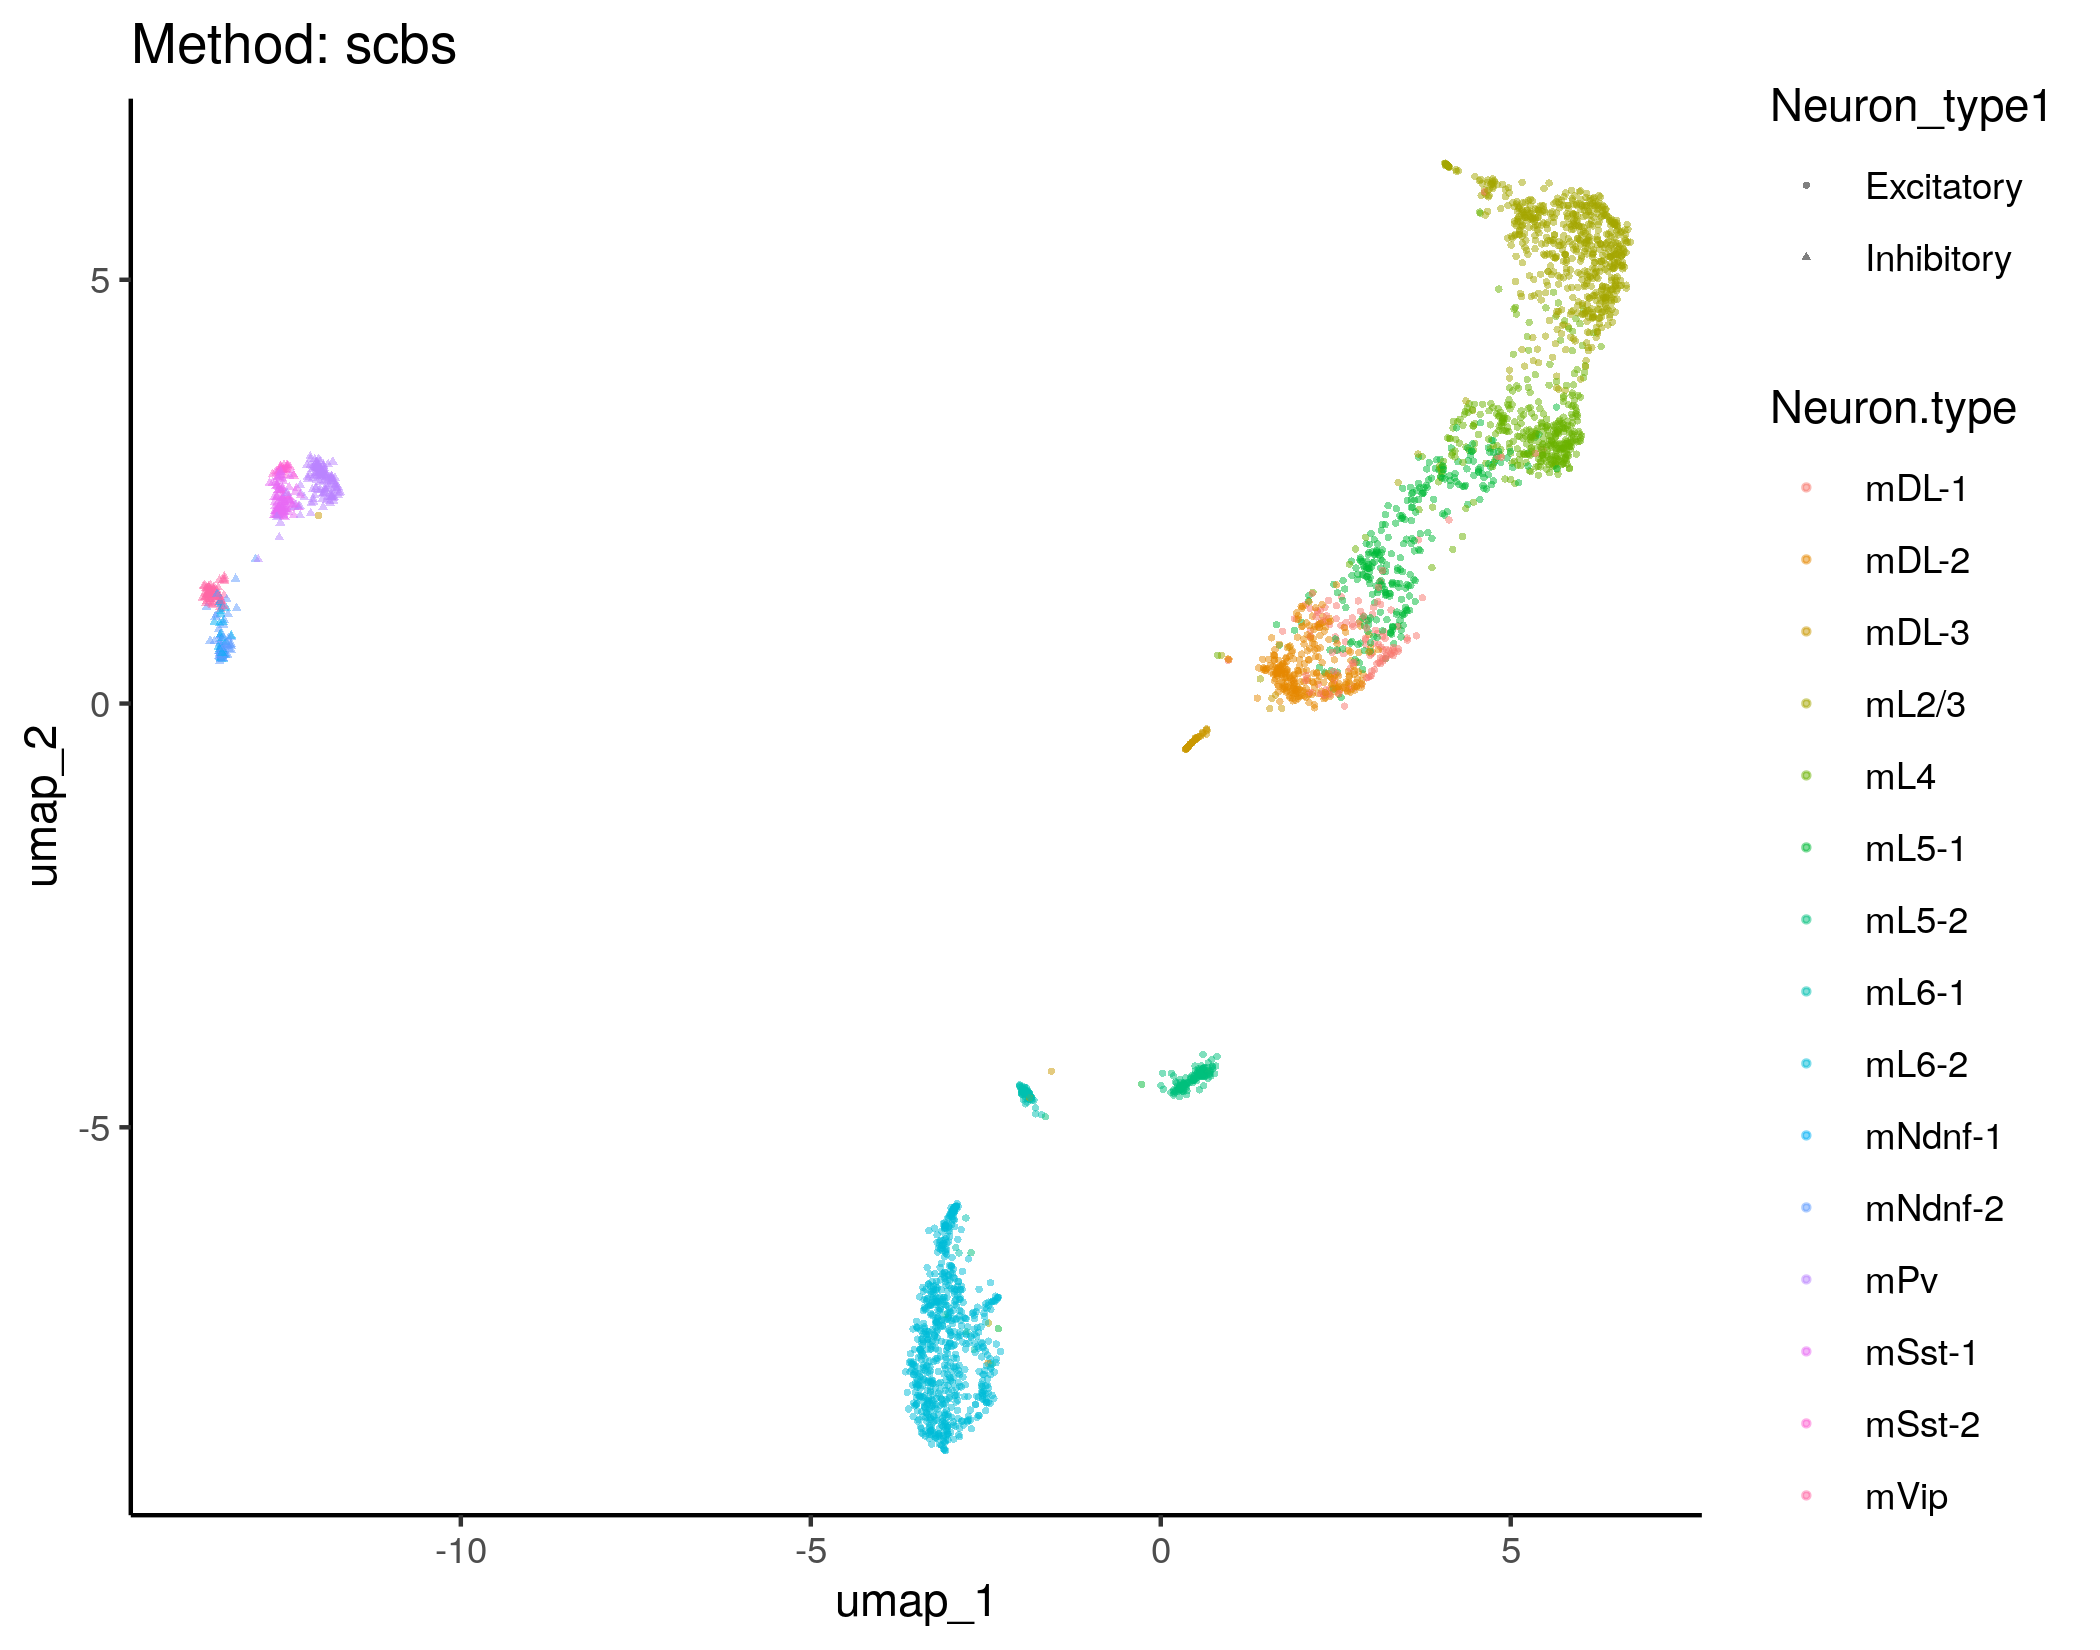 Method: scbs
umap_2
5
0
-5
-10
-5
0
5
umap_1
Neuron_type1
Excitatory
Inhibitory
Neuron.type
mDL-1
mDL-2
mDL-3
mL2/3
mL4
mL5-1
mL5-2
mL6-1
mL6-2
mNdnf-1
mNdnf-2
mPv
mSst-1
mSst-2
mVip